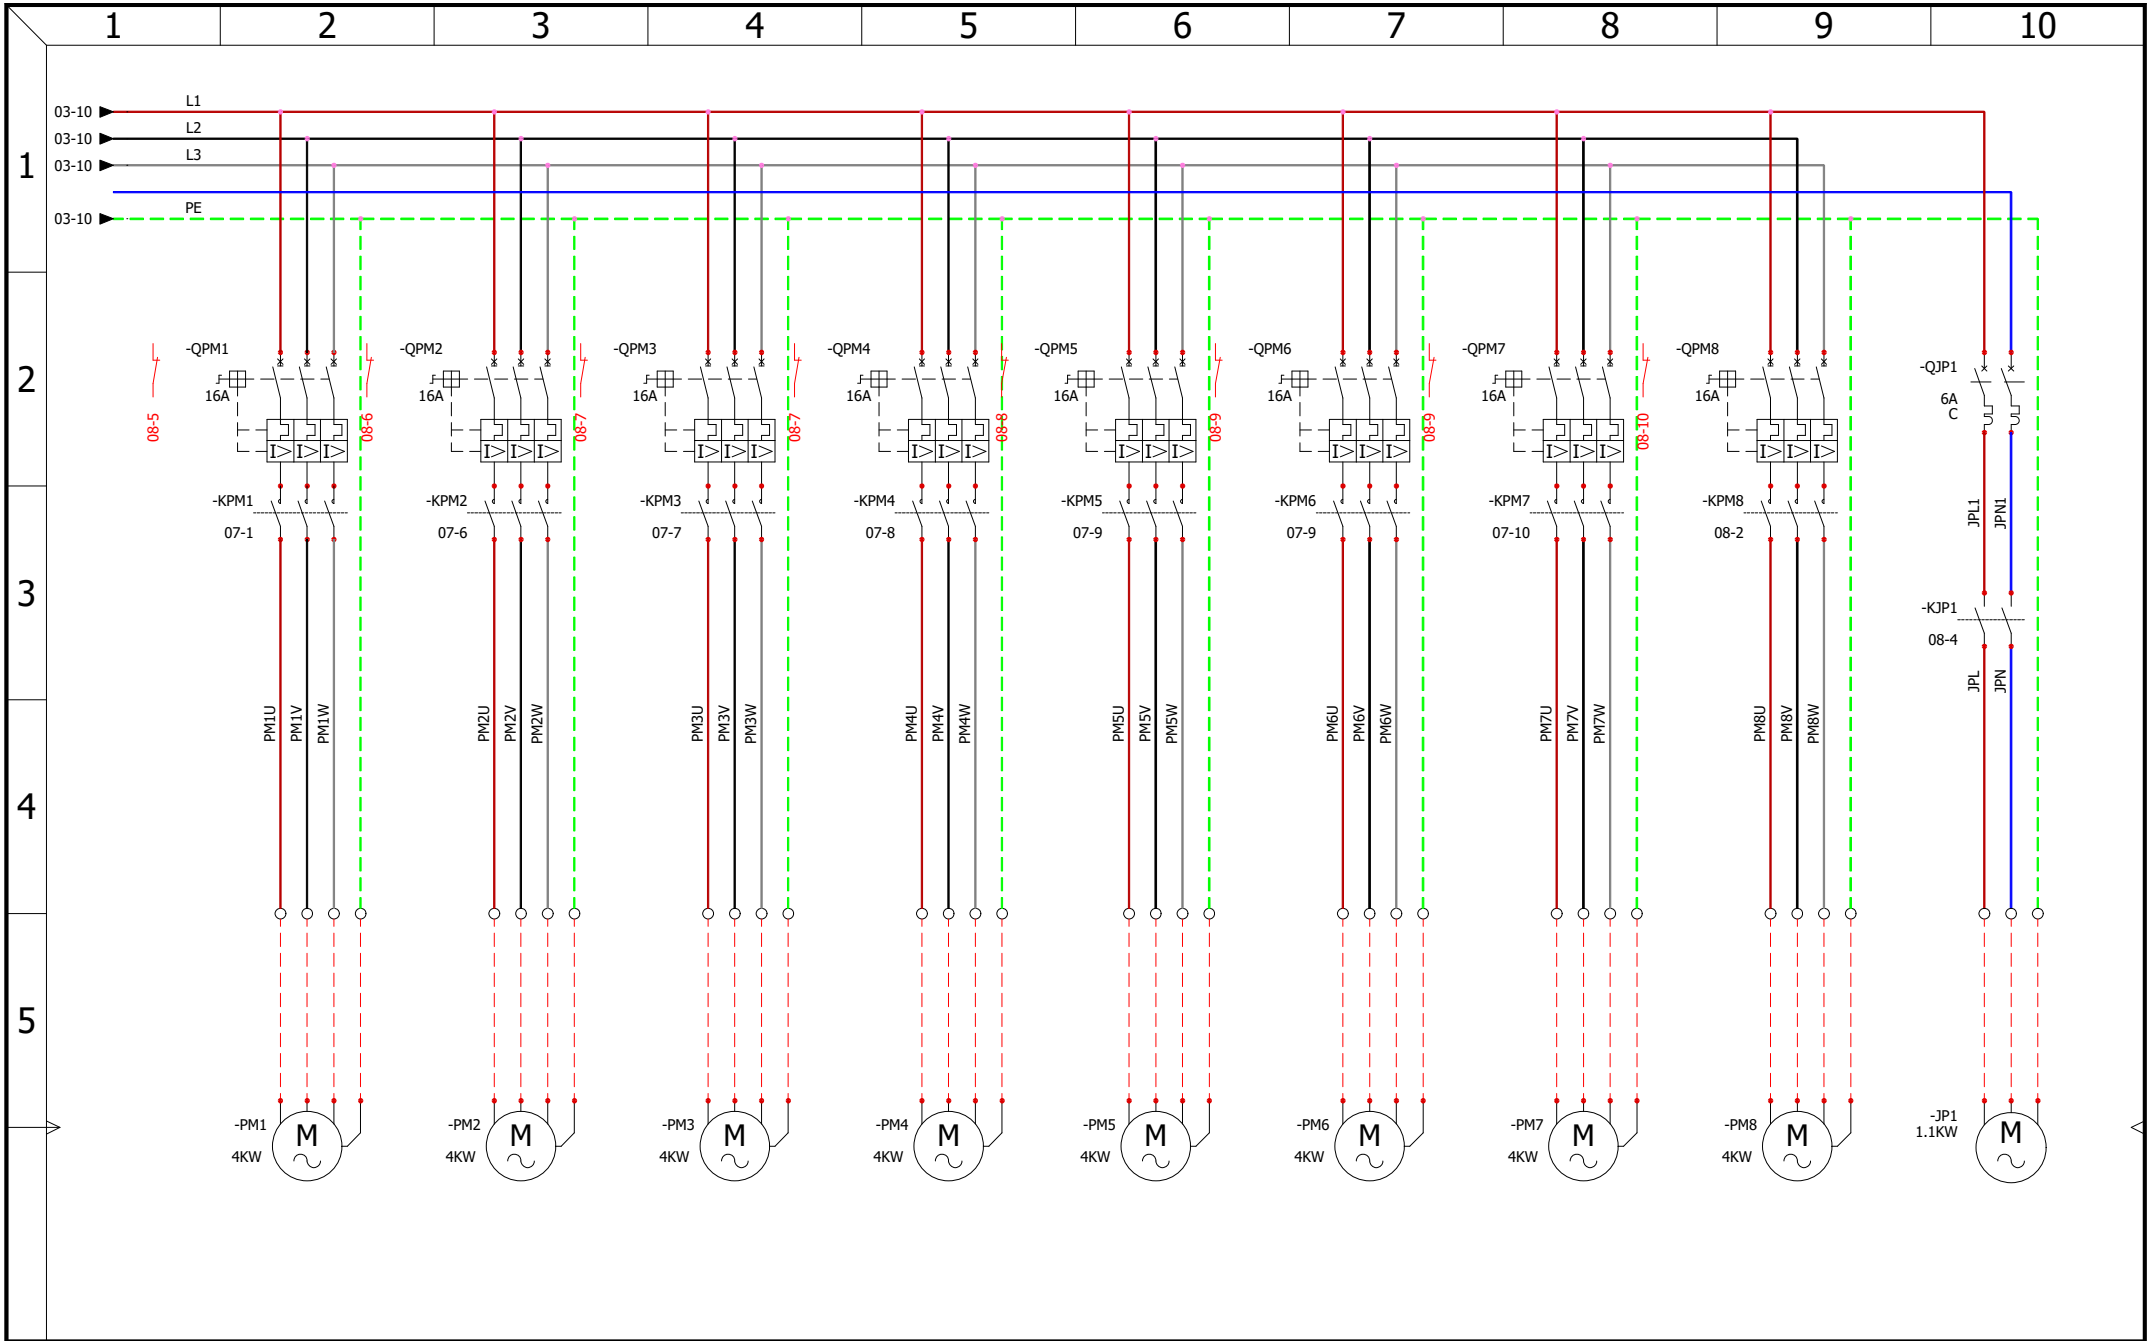 1 2 3 4 5 6 7 8 9 10
03-10 L1
03-10 L2
1 03-10 L3
03-10 PE
2
08-5 -QPM1 16A I> I> I>
08-6 -QPM2 16A I> I> I>
08-7 -QPM3 16A I> I> I>
08-7 -QPM4 16A I> I> I>
08-8 -QPM5 16A I> I> I>
08-9 -QPM6 16A I> I> I>
08-9 -QPM7 16A I> I> I>
08-10 -QPM8 16A I> I> I>
-QJP1
6A
C
-KPM1 -KPM2 -KPM3 -KPM4 -KPM5 -KPM6 -KPM7 -KPM8 JPL1 JPN1
07-1 07-6 07-7 07-8 07-9 07-9 07-10 08-2
3
-KJP1
08-4
JPL JPN
PM1U PM1V PM1W PM2U PM2V PM2W PM3U PM3V PM3W PM4U PM4V PM4W PM5U PM5V PM5W PM6U PM6V PM6W PM7U PM7V PM7W PM8U PM8V PM8W
4
5
-PM1 M -PM2 M -PM3 M -PM4 M -PM5 M -PM6 M -PM7 M -PM8 M -JP1 M
4KW 4KW 4KW 4KW 4KW 4KW 4KW 4KW 1.1KW